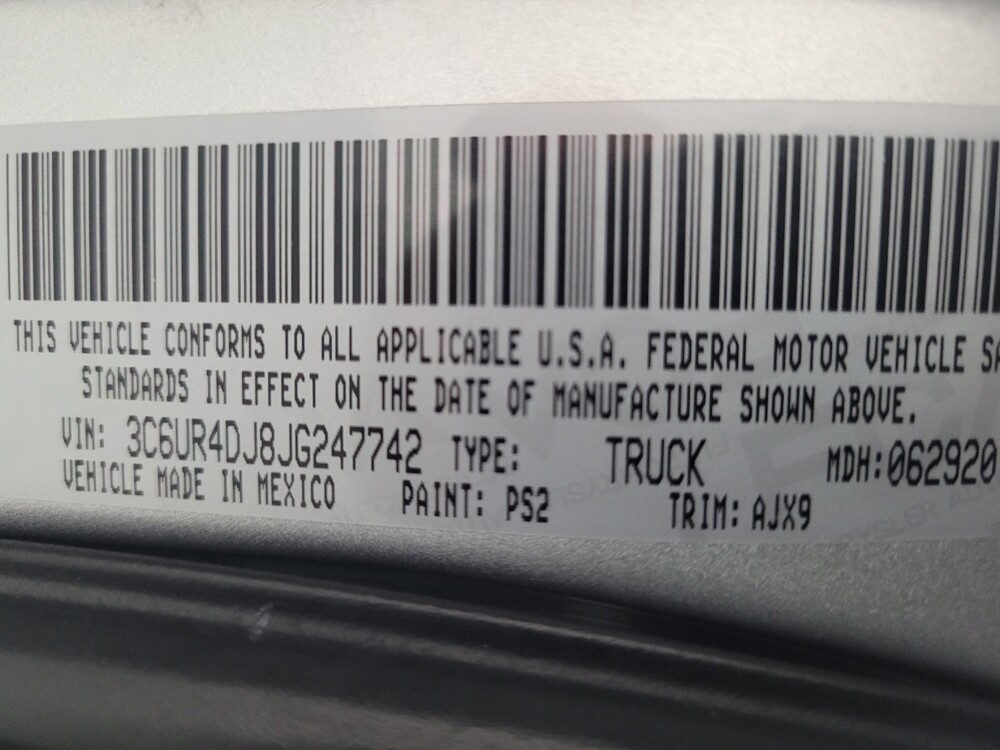 THIS VEHICLE CONFORMS TO ALL APPLICABLE U.S.A. FEDERAL MOTOR VEHICLE SA
STANDARDS IN EFFECT ON THE DATE OF MANUFACTURE SHOWN ABOVE.
VIN: 3C6UR4DJ8JG247742 TYPE: TRUCK MDH:062920
VEHICLE MADE IN MEXICO PAINT: PS2 TRIM: AJX9